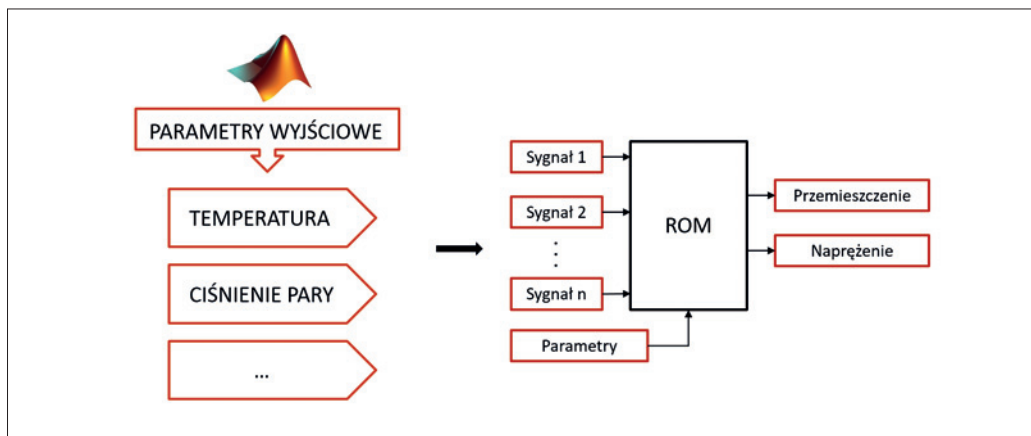 PARAMETRY WYJŚCIOWE
TEMPERATURA
CIŚNIENIE PARY
...
Sygnał 1
Sygnał 2
Sygnał n
Parametry
ROM
Przemieszczenie
Naprężenie